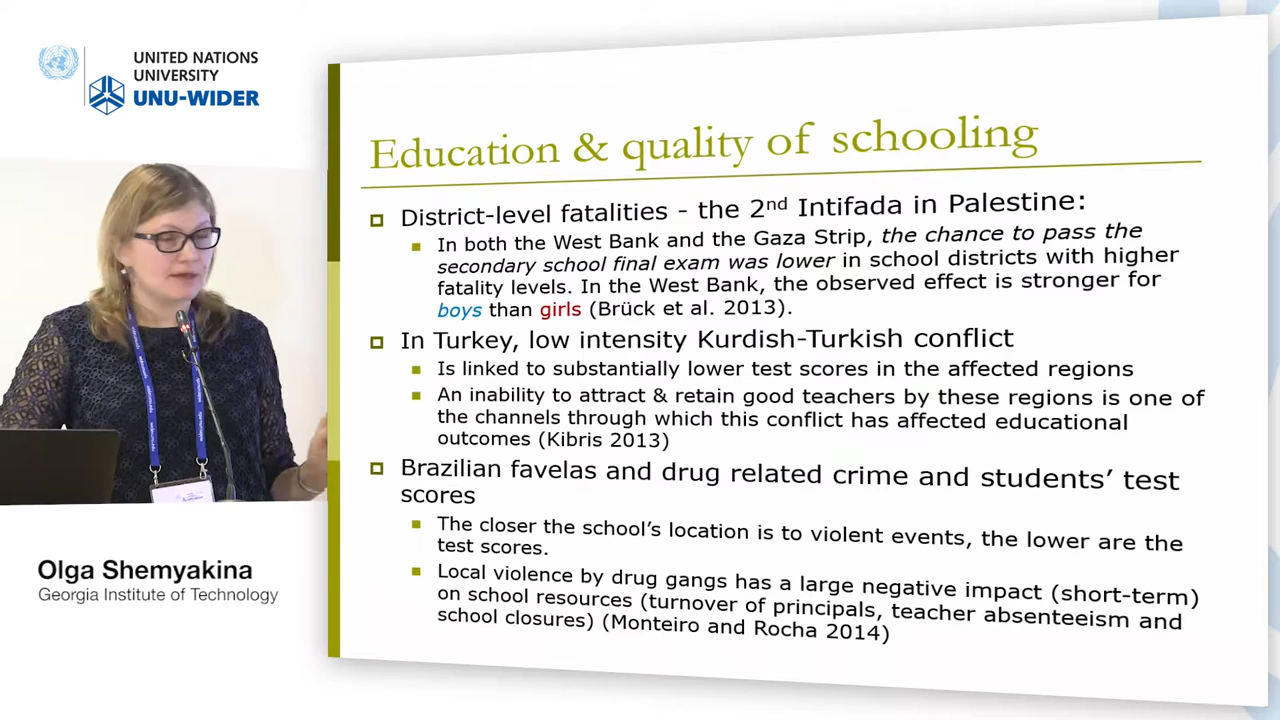 UNITED NATIONS
UNIVERSITY
UNU-WIDER
Education & quality of schooling
District-level fatalities - the 2nd Intifada in Palestine:
In both the West Bank and the Gaza Strip, the chance to pass the
secondary school final exam was lower in school districts with higher
fatality levels. In the West Bank, the observed effect is stronger for
boys than girls (Brück et al. 2013).
In Turkey, low intensity Kurdish-Turkish conflict
Is linked to substantially lower test scores in the affected regions
An inability to attract & retain good teachers by these regions is one of
the channels through which this conflict has affected educational
outcomes (Kibris 2013)
Brazilian favelas and drug related crime and students’ test
scores
The closer the school’s location is to violent events, the lower are the
test scores.
Local violence by drug gangs has a large negative impact (short-term)
on school resources (turnover of principals, teacher absenteeism and
school closures) (Monteiro and Rocha 2014)
Olga Shemyakina
Georgia Institute of Technology